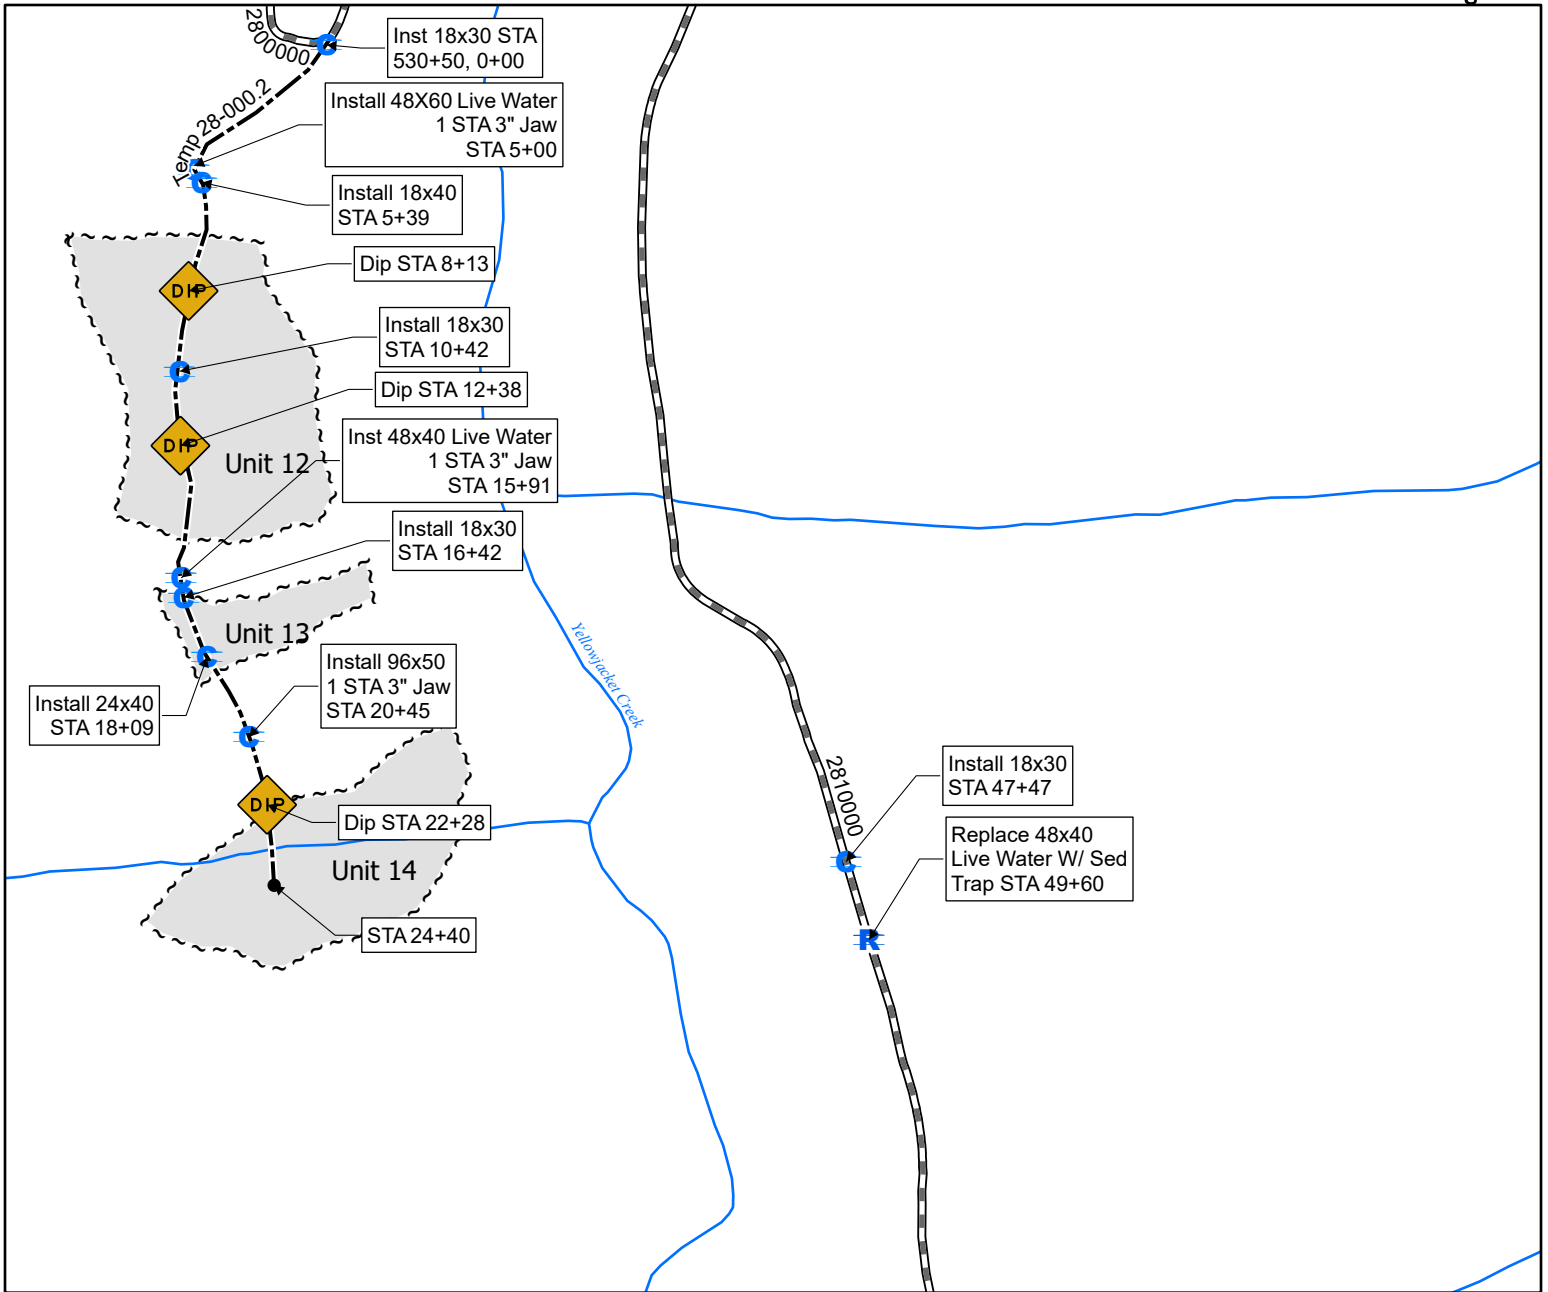 2800000
Inst 18x30 STA
530+50, 0+00
Temp 28-000.2
Install 48X60 Live Water
1 STA 3" Jaw
STA 5+00
C
C
Install 18x40
STA 5+39
Dip STA 8+13
DIP
Install 18x30
STA 10+42
C
Dip STA 12+38
DIP
Unit 12
Inst 48x40 Live Water
1 STA 3" Jaw
STA 15+91
Install 18x30
STA 16+42
C
C
Unit 13
C
Yellowjacket Creek
Install 96x50
1 STA 3" Jaw
STA 20+45
Install 24x40
STA 18+09
C
DIP
Dip STA 22+28
Unit 14
STA 24+40
2810000
Install 18x30
STA 47+47
C
Replace 48x40
Live Water W/ Sed
Trap STA 49+60
R